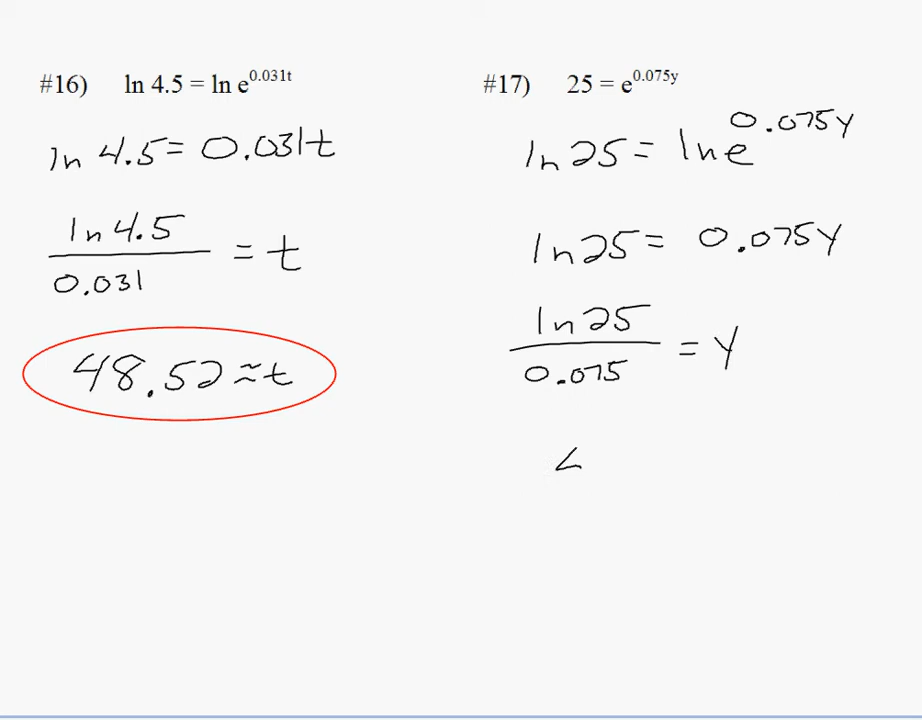 #16) ln 4.5 = ln e^0.031t
ln 4.5 = 0.031t
ln 4.5 / 0.031 = t
48.52 ≈ t
#17) 25 = e^0.075y
ln 25 = ln e^0.075y
ln 25 = 0.075y
ln 25 / 0.075 = y